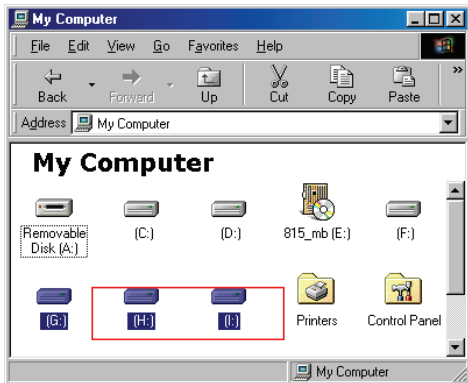 My Computer
File Edit View Go Favorites Help
Back Forward Up Cut Copy Paste »
Address My Computer
My Computer
Removable Disk (A:) (C:) (D:) 815_mb (E:) (F:)
(G:) (H:) (I:) Printers Control Panel
My Computer